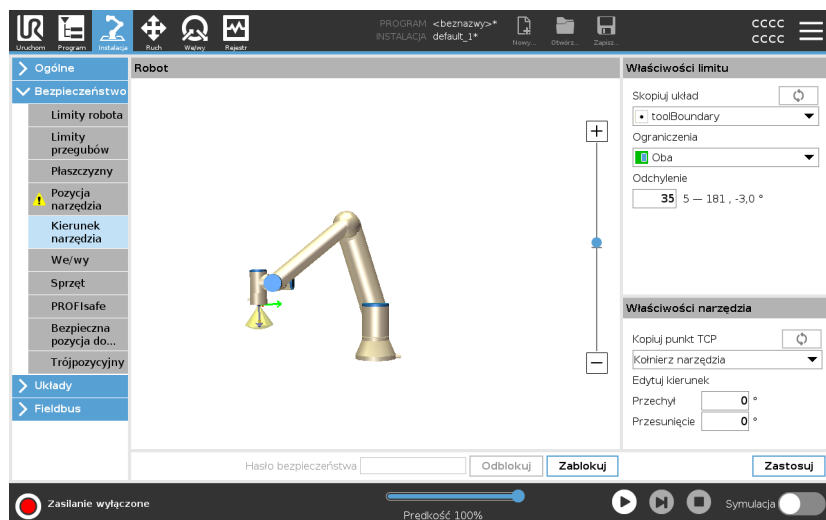 PROGRAM <beznazwy>*
INSTALACJA default_1*
CCCC
CCCC
UR
Uruchom
Program
Instalacja
Ruch
We/wy
Rejestr
Nowy...
Otwórz...
Zapisz...
Ogólne
Bezpieczeństwo
Limity robota
Limity
przegubów
Płaszczyzny
Pozycja
narzędzia
Kierunek
narzędzia
We/wy
Sprzęt
PROFIsafe
Bezpieczna
pozycja do...
Trójpozycyjny
Układy
Fieldbus
Robot
Właściwości limitu
Skopiuj układ
toolBoundary
Ograniczenia
Oba
Odchylenie
35 5 — 181 , -3,0 °
Właściwości narzędzia
Kopiuj punkt TCP
Kołnierz narzędzia
Edytuj kierunek
Przechył 0 °
Przesunięcie 0 °
Hasło bezpieczeństwa
Odblokuj
Zablokuj
Zastosuj
Zasilanie wyłączone
Prędkość 100%
Symulacja